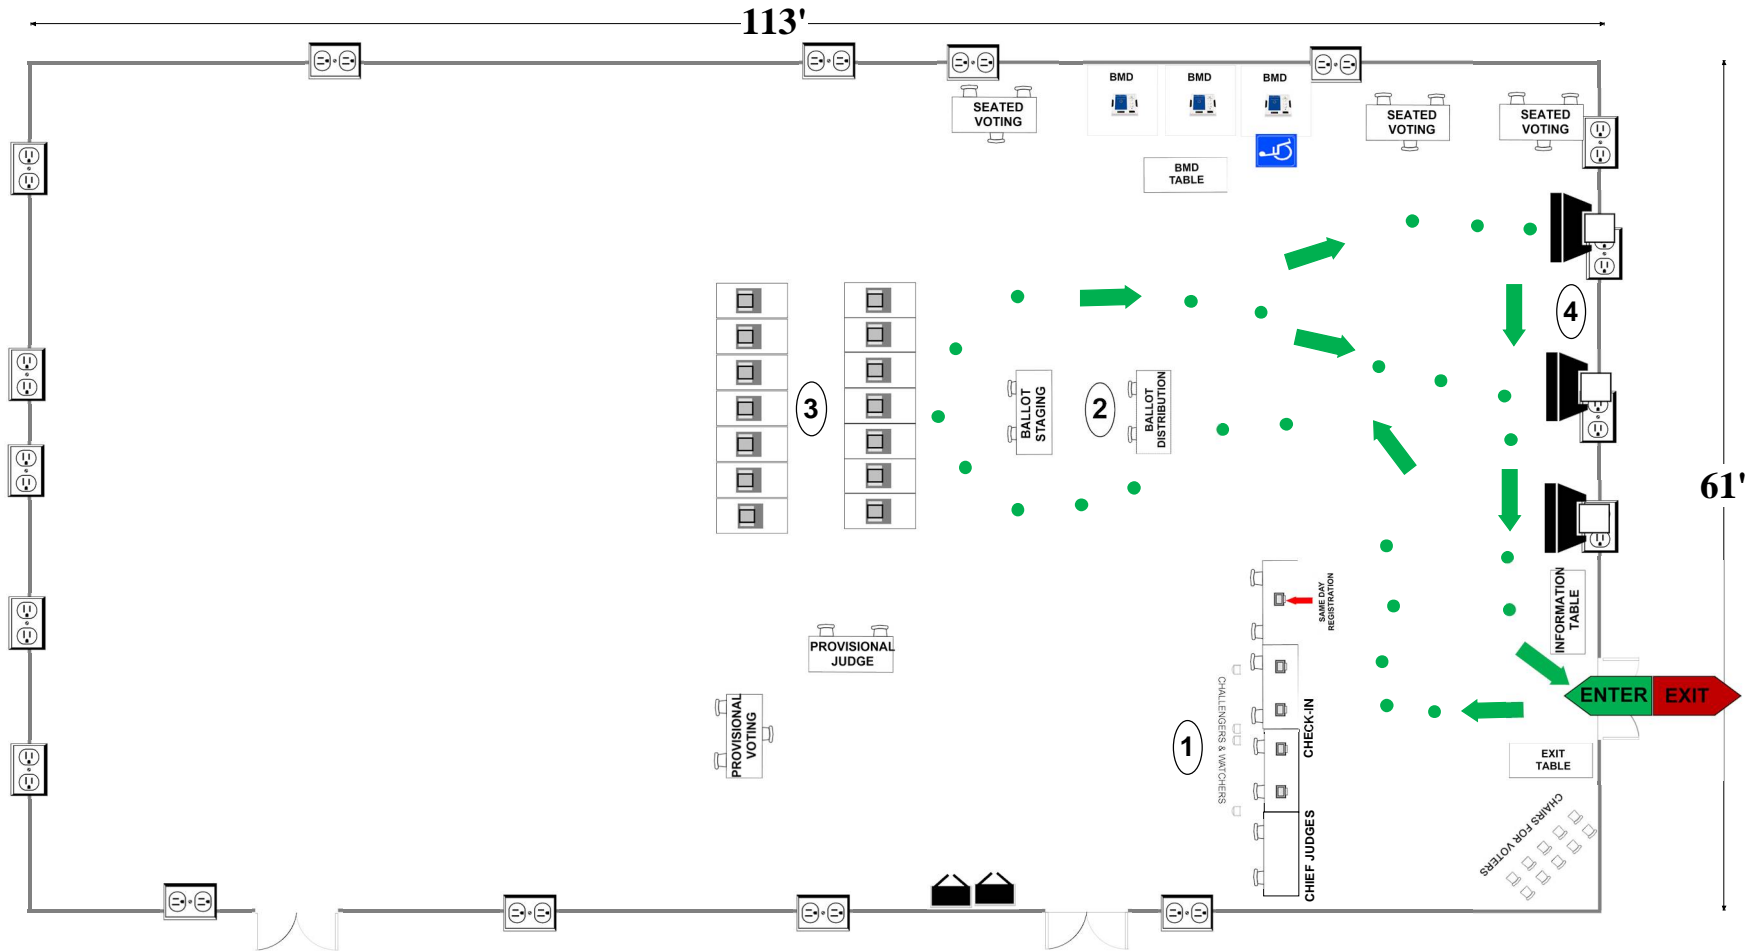 113'
BMD
BMD
BMD
SEATED
VOTING
SEATED
VOTING
SEATED
VOTING
BMD
TABLE
4
BALLOT
STAGING
2
BALLOT
DISTRIBUTION
3
61'
SAME DAY
REGISTRATION
INFORMATION
TABLE
PROVISIONAL
JUDGE
ENTER
EXIT
PROVISIONAL
VOTING
CHALLENGERS & WATCHERS
CHECK-IN
1
EXIT
TABLE
CHAIRS FOR VOTERS
CHIEF JUDGES